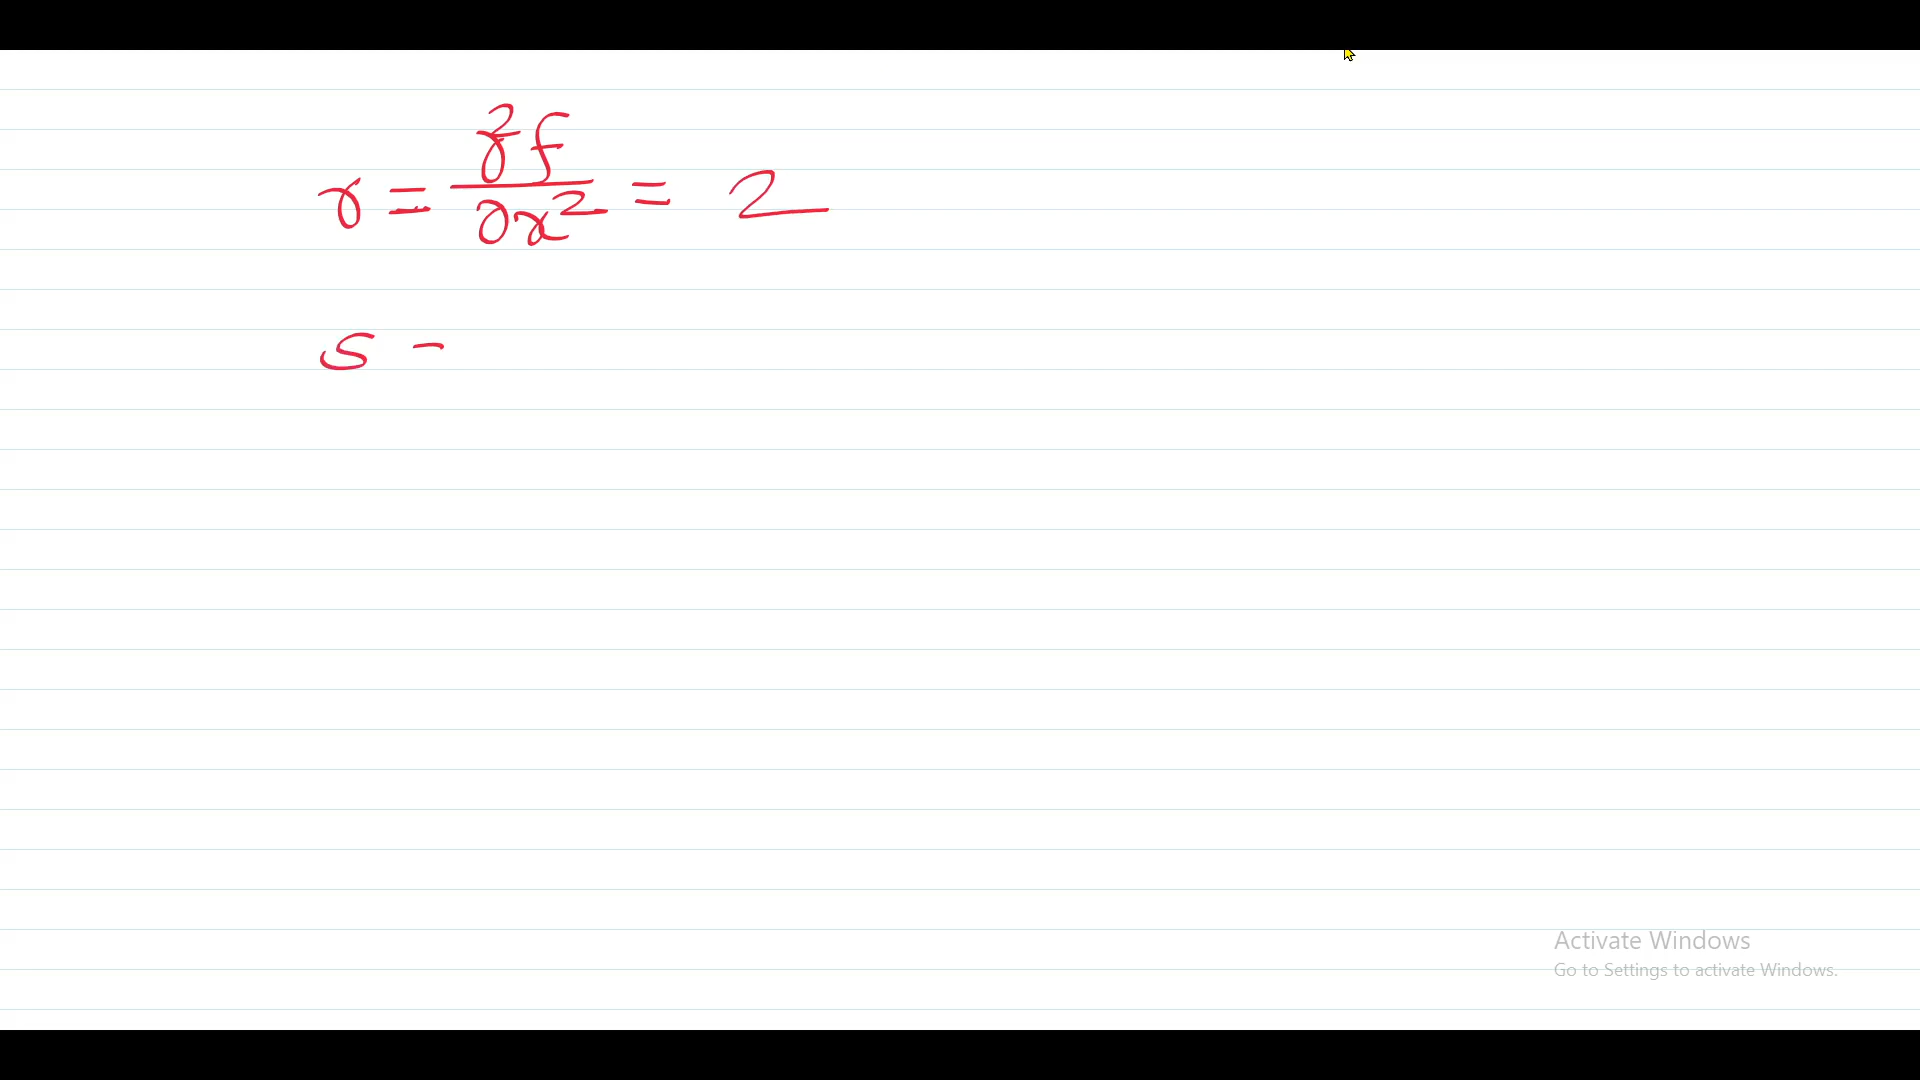 r = ∂²f/∂x² = 2
s -
Activate Windows
Go to Settings to activate Windows.